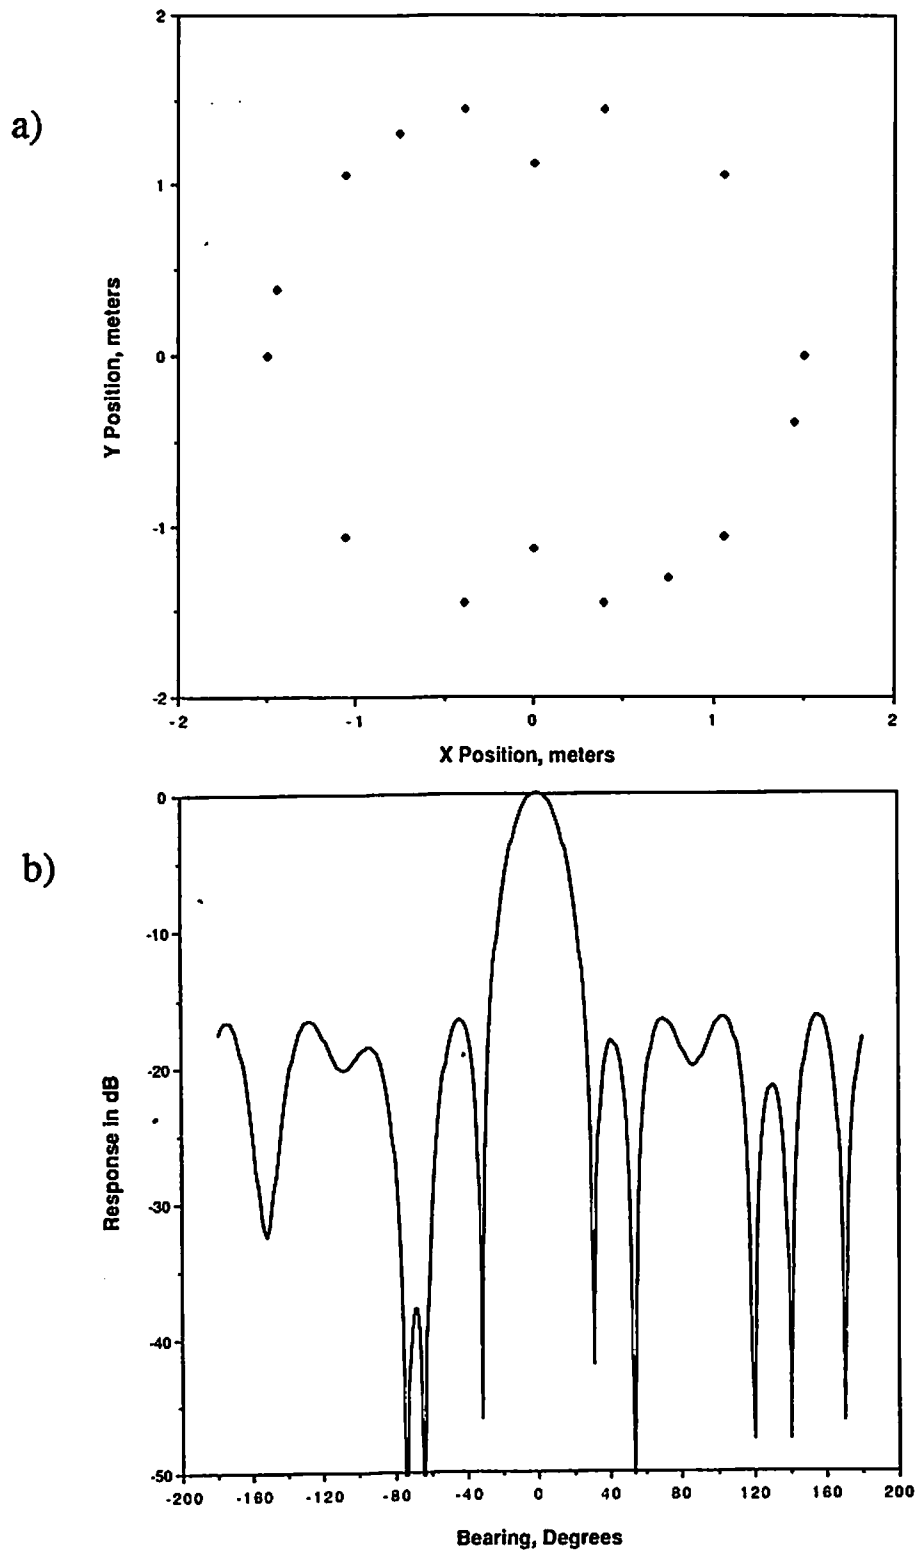 a)
2
1
0
-1
-2
Y Position, meters
-2 -1 0 1 2
X Position, meters
b)
0
-10
-20
-30
-40
-50
Response in dB
-200 -160 -120 -80 -40 0 40 80 120 160 200
Bearing, Degrees